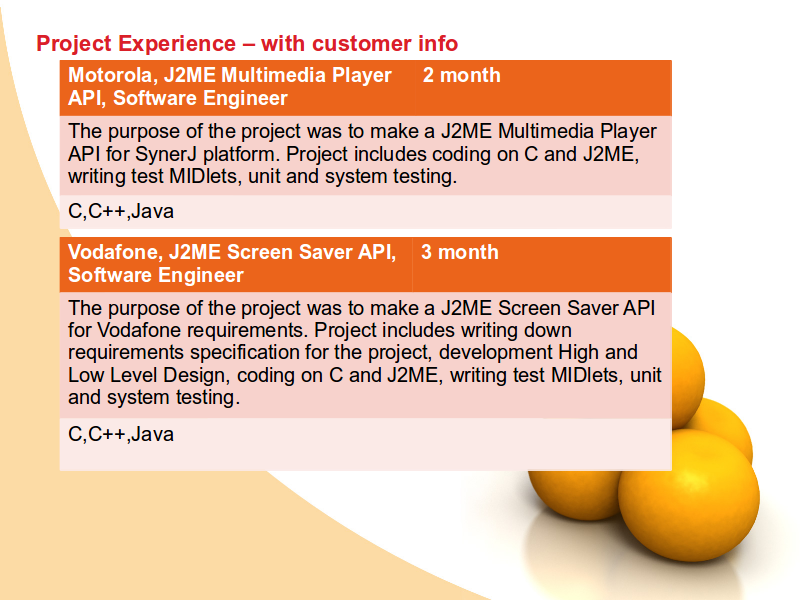 Project Experience – with customer info
Motorola, J2ME Multimedia Player
API, Software Engineer
2 month
The purpose of the project was to make a J2ME Multimedia Player
API for SynerJ platform. Project includes coding on C and J2ME,
writing test MIDlets, unit and system testing.
C,C++,Java
Vodafone, J2ME Screen Saver API,
Software Engineer
3 month
The purpose of the project was to make a J2ME Screen Saver API
for Vodafone requirements. Project includes writing down
requirements specification for the project, development High and
Low Level Design, coding on C and J2ME, writing test MIDlets, unit
and system testing.
C,C++,Java